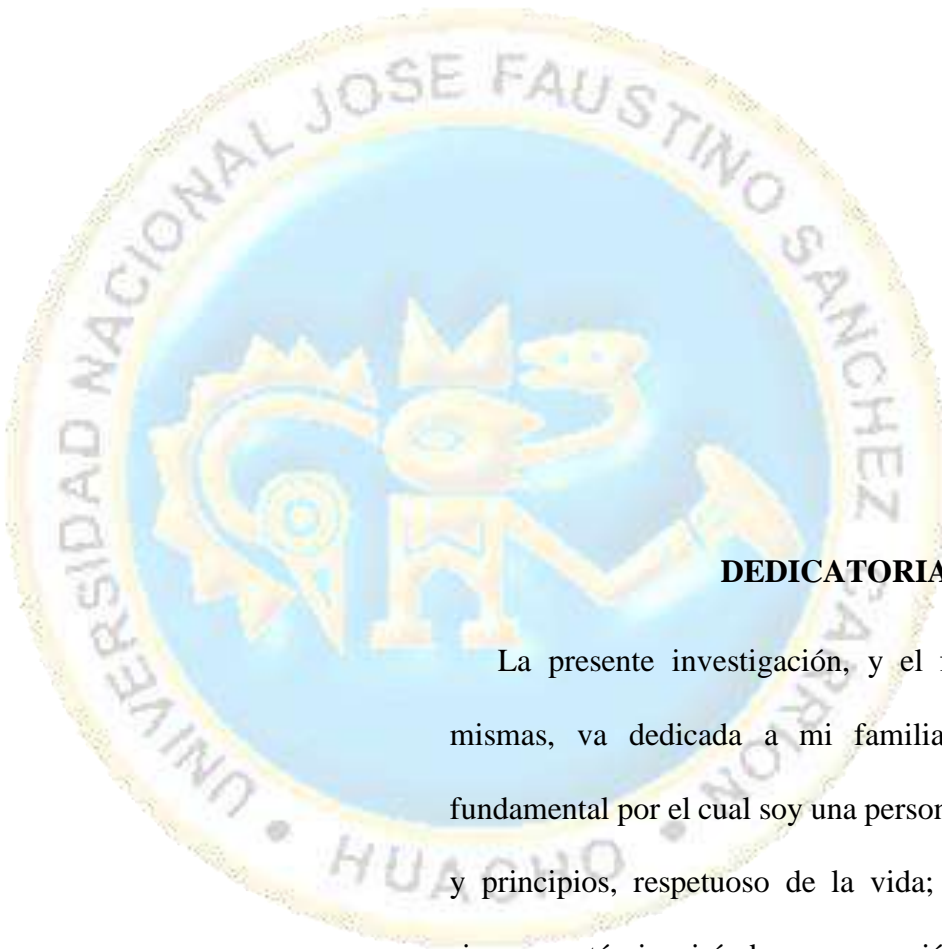 UNIVERSIDAD NACIONAL JOSE FAUSTINO SANCHEZ CARRION
• HUACHO •
DEDICATORIA
La presente investigación, y el
mismas, va dedicada a mi familia
fundamental por el cual soy una person
y principios, respetuoso de la vida;